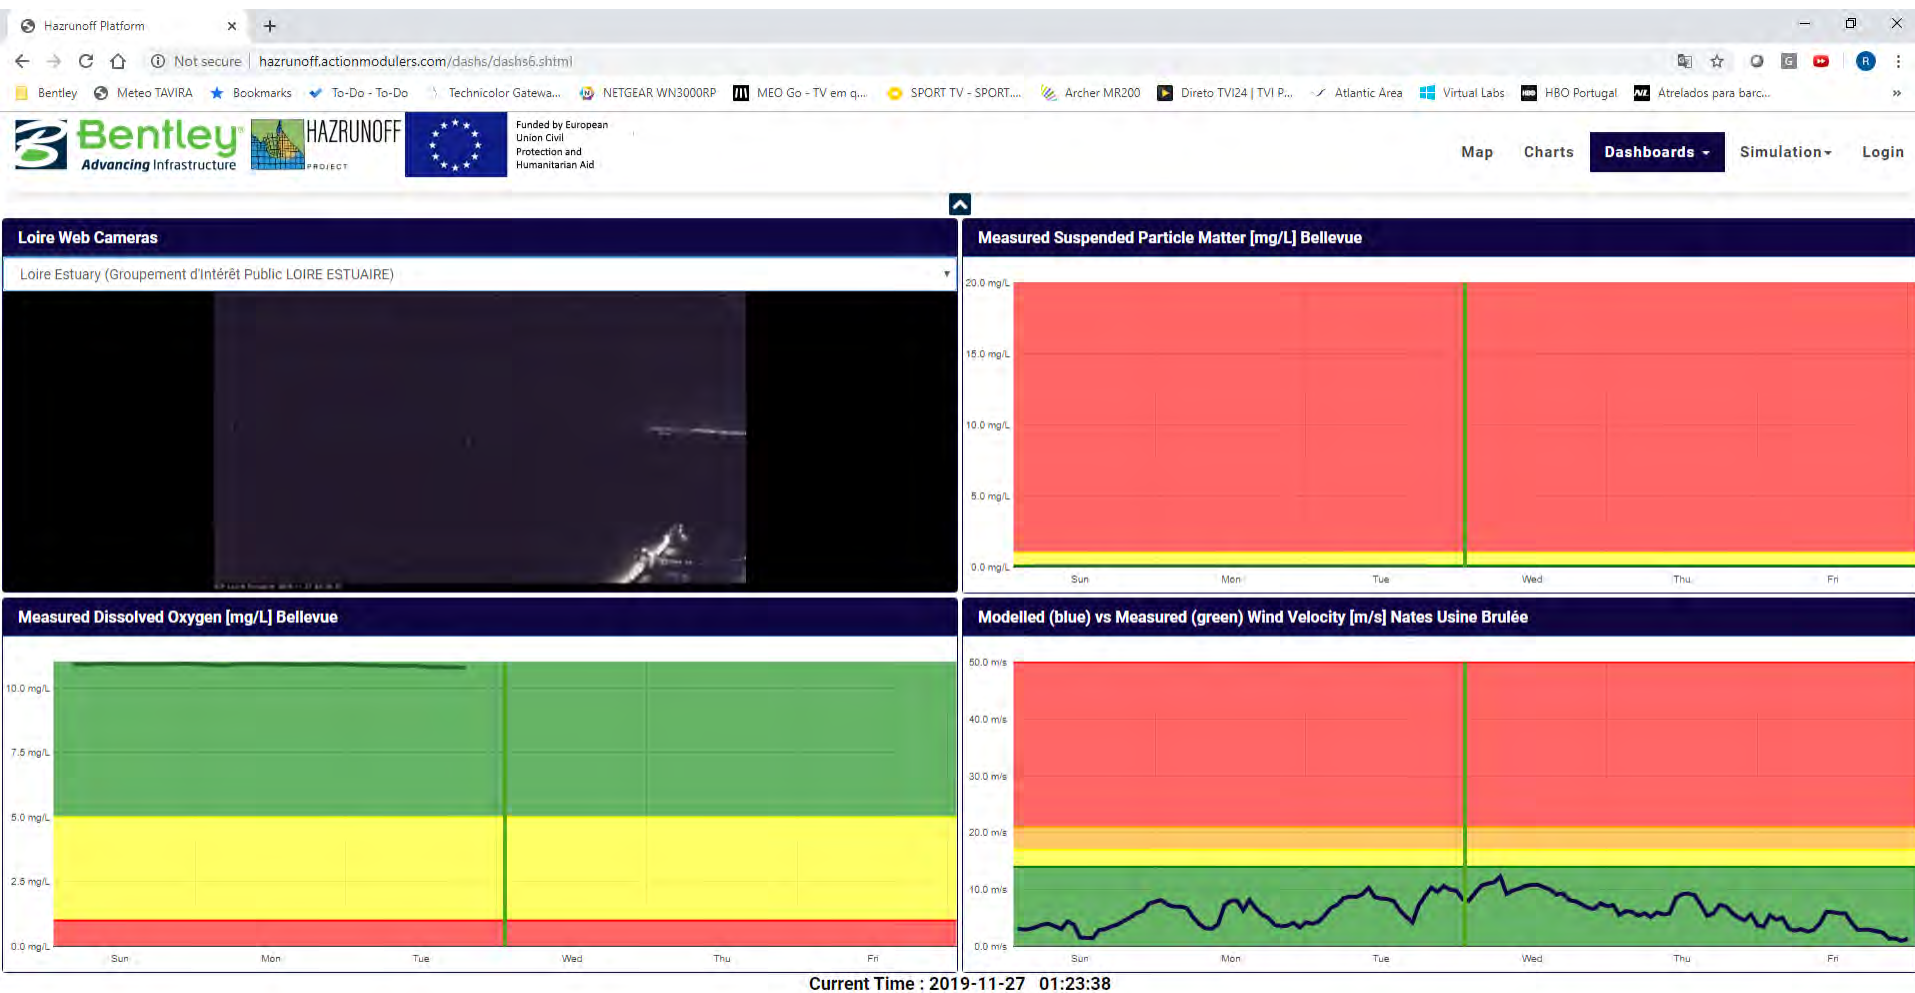 Hazrunoff Platform
Not secure hazrunoff.actionmodulers.com/dashs/dashs6.shtml
Bentley Meteo TAVIRA Bookmarks To-Do - To-Do Technicolor Gatewa... NETGEAR WN3000RP MEO Go - TV em q... SPORT TV - SPORT.... Archer MR200 Direto TVI24 | TVI P... Atlantic Area Virtual Labs HBO Portugal Atrelados para barc... »
Bentley
Advancing Infrastructure
HAZRUNOFF
PROJECT
Funded by European
Union Civil
Protection and
Humanitarian Aid
Map Charts Dashboards Simulation Login
Loire Web Cameras
Loire Estuary (Groupement d'Intérêt Public LOIRE ESTUAIRE)
Measured Suspended Particle Matter [mg/L] Bellevue
20.0 mg/L
15.0 mg/L
10.0 mg/L
5.0 mg/L
0.0 mg/L
Sun Mon Tue Wed Thu Fri
Measured Dissolved Oxygen [mg/L] Bellevue
10.0 mg/L
7.5 mg/L
5.0 mg/L
2.5 mg/L
0.0 mg/L
Sun Mon Tue Wed Thu Fri
Modelled (blue) vs Measured (green) Wind Velocity [m/s] Nates Usine Brulée
50.0 m/s
40.0 m/s
30.0 m/s
20.0 m/s
10.0 m/s
0.0 m/s
Sun Mon Tue Wed Thu Fri
Current Time : 2019-11-27 01:23:38